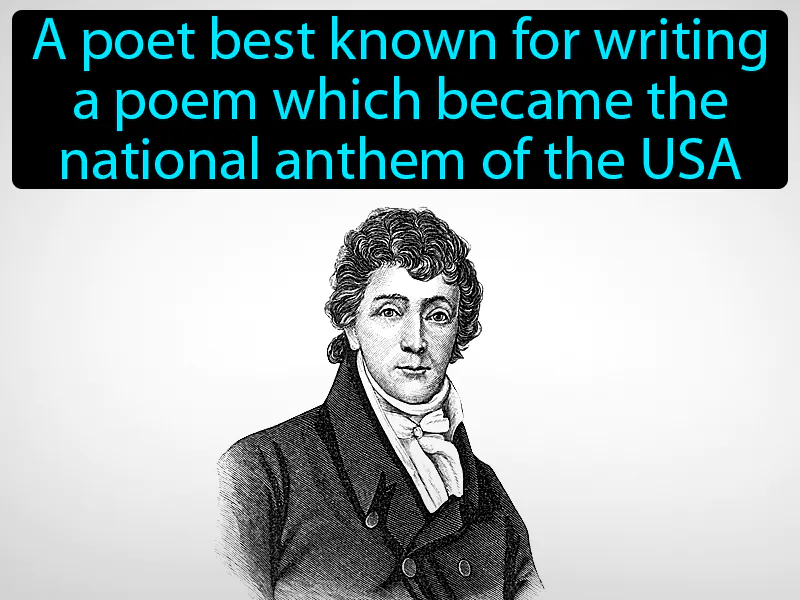 A poet best known for writing
a poem which became the
national anthem of the USA